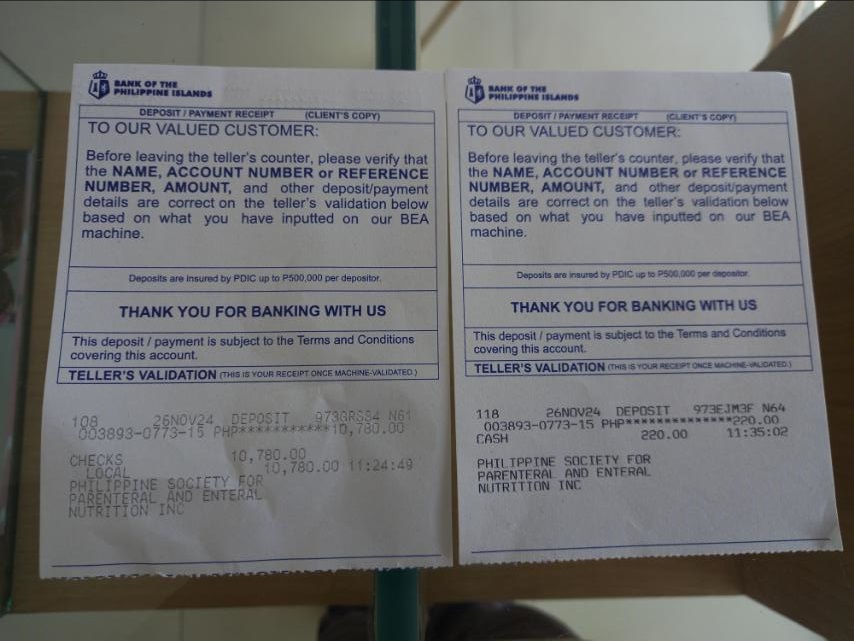 BANK OF THE
PHILIPPINE ISLANDS
DEPOSIT / PAYMENT RECEIPT (CLIENT'S COPY)
TO OUR VALUED CUSTOMER:
Before leaving the teller's counter, please verify that
the NAME, ACCOUNT NUMBER or REFERENCE
NUMBER, AMOUNT, and other deposit/payment
details are correct on the teller's validation below
based on what you have inputted on our BEA
machine.
Deposits are insured by PDIC up to P500,000 per depositor.
THANK YOU FOR BANKING WITH US
This deposit / payment is subject to the Terms and Conditions
covering this account.
TELLER'S VALIDATION (THIS IS YOUR RECEIPT ONCE MACHINE-VALIDATED.)
108 26NOV24 DEPOSIT 973GRSS4 N61
003893-0773-15 PHP***********10,780.00
CHECKS 10,780.00
LOCAL 10,780.00 11:24:49
PHILIPPINE SOCIETY FOR
PARENTERAL AND ENTERAL
NUTRITION INC
BANK OF THE
PHILIPPINE ISLANDS
DEPOSIT / PAYMENT RECEIPT (CLIENT'S COPY)
TO OUR VALUED CUSTOMER:
Before leaving the teller's counter, please verify that
the NAME, ACCOUNT NUMBER or REFERENCE
NUMBER, AMOUNT, and other deposit/payment
details are correct on the teller's validation below
based on what you have inputted on our BEA
machine.
Deposits are insured by PDIC up to P500,000 per depositor.
THANK YOU FOR BANKING WITH US
This deposit / payment is subject to the Terms and Conditions
covering this account.
TELLER'S VALIDATION (THIS IS YOUR RECEIPT ONCE MACHINE-VALIDATED.)
118 26NOV24 DEPOSIT 973EJM3F N64
003893-0773-15 PHP**************220.00
CASH 220.00 11:35:02
PHILIPPINE SOCIETY FOR
PARENTERAL AND ENTERAL
NUTRITION INC